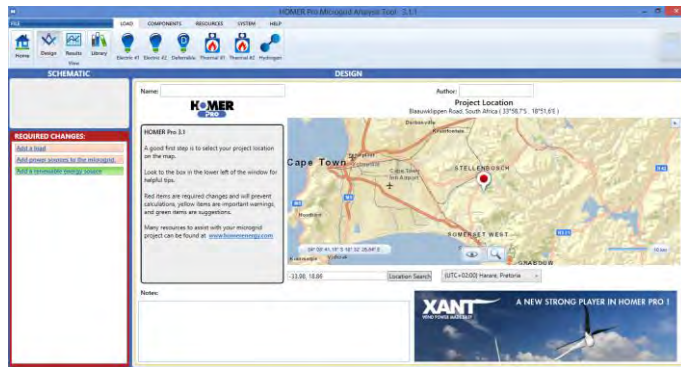 HOMER Pro Microgrid Analysis Tool 3.1.1
FILE
LOAD COMPONENTS RESOURCES SYSTEM HELP
Home Design Results Library Electric #1 Electric #2 Deferrable Thermal #1 Thermal #2 Hydrogen
View
SCHEMATIC
DESIGN
Name:
Author:
HOMER
PRO
Project Location
Blaauwklippen Road, South Africa
REQUIRED CHANGES:
Add a load
Add power sources to the microgrid.
Add a renewable energy source
HOMER Pro 3.1
A good first step is to select your project location
on the map.
Look to the box in the lower left of the window for
helpful tips.
Red items are required changes and will prevent
calculations, yellow items are important warnings,
and green items are suggestions.
Many resources to assist with your microgrid
project can be found at www.homerenergy.com
Cape Town
STELLENBOSCH
SOMERSET WEST
GRABOUW
Location Search
(UTC+02:00) Harare, Pretoria
Notes:
XANT
WIND POWER MADE EASY
A NEW STRONG PLAYER IN HOMER PRO !